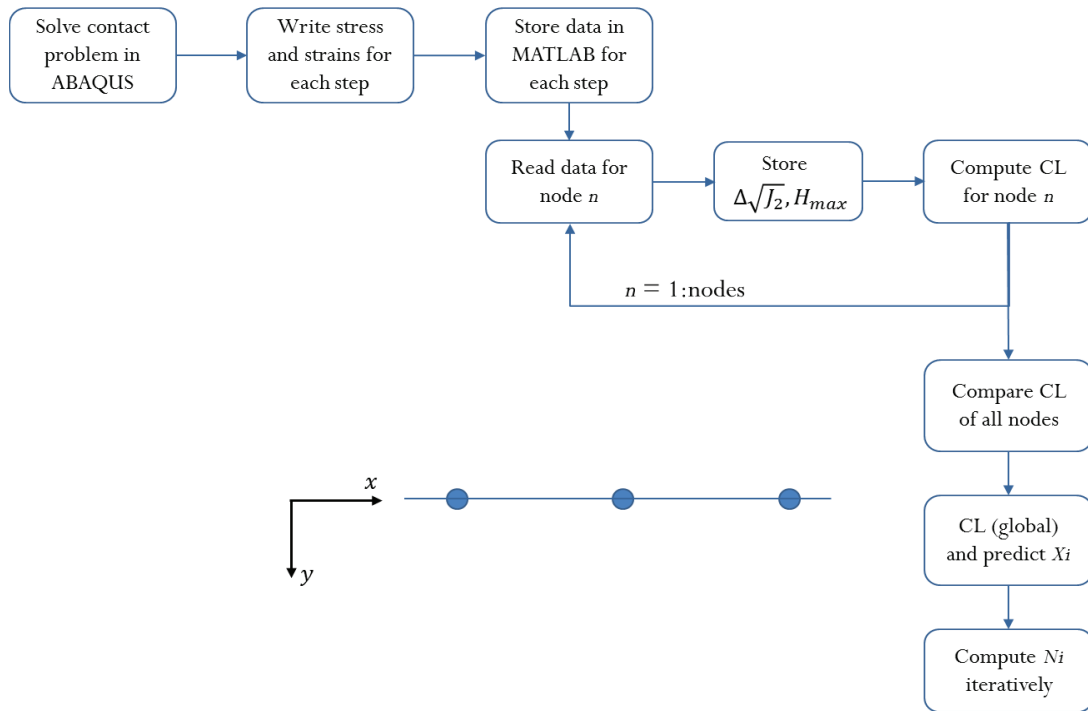 Solve contact
problem in
ABAQUS
Write stress
and strains for
each step
Store data in
MATLAB for
each step
Read data for
node n
Store
Δ√J₂, H_max
Compute CL
for node n
n = 1:nodes
Compare CL
of all nodes
x
y
CL (global)
and predict Xi
Compute Ni
iteratively